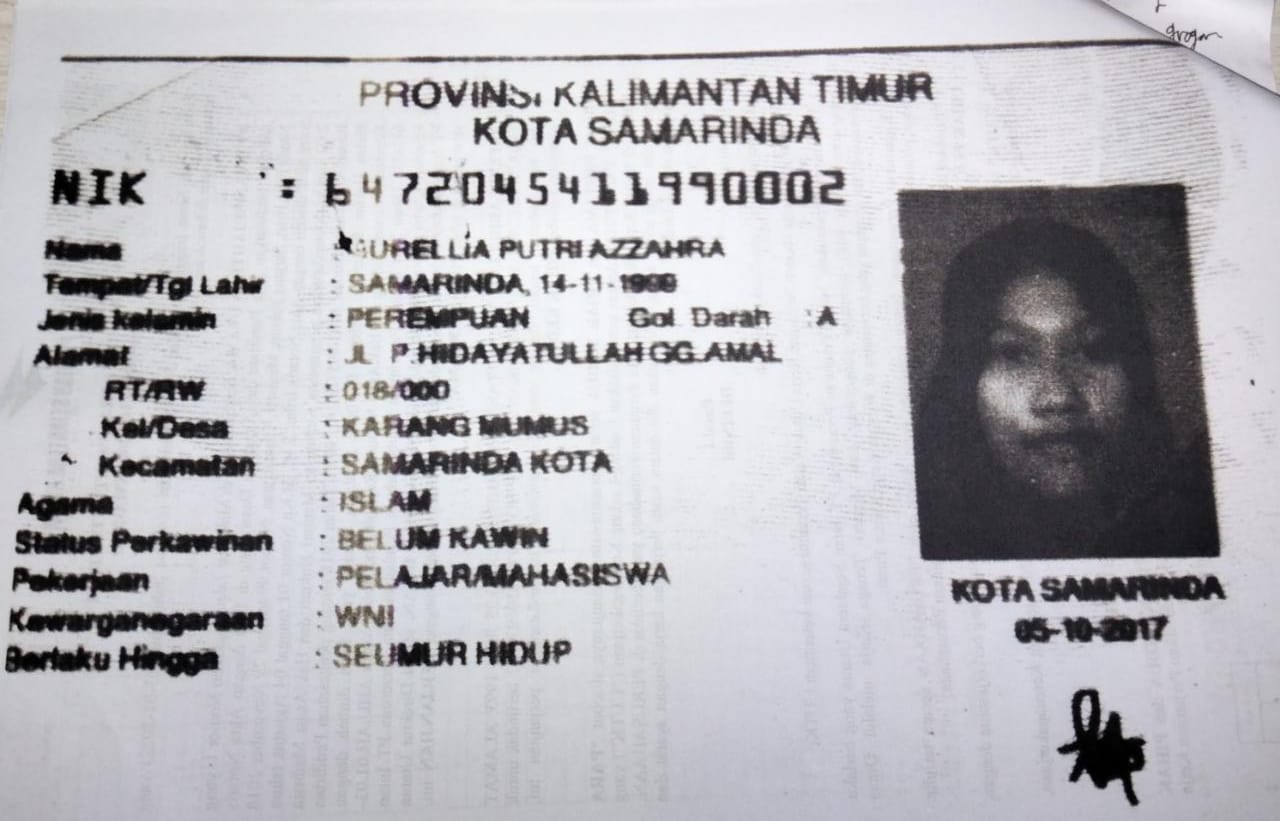 grogan
PROVINSI KALIMANTAN TIMUR
KOTA SAMARINDA
NIK : 6472045411990002
Nama : AURELLIA PUTRI AZZAHRA
Tempat/Tgl Lahir : SAMARINDA, 14-11-1999
Jenis kelamin : PEREMPUAN Gol. Darah : A
Alamat : JL P.HIDAYATULLAH GG.AMAL
RT/RW : 018/000
Kel/Desa : KARANG MUMUS
Kecamatan : SAMARINDA KOTA
Agama : ISLAM
Status Perkawinan : BELUM KAWIN
Pekerjaan : PELAJAR/MAHASISWA
Kewarganegaraan : WNI
Berlaku Hingga : SEUMUR HIDUP
KOTA SAMARINDA
05-10-2017